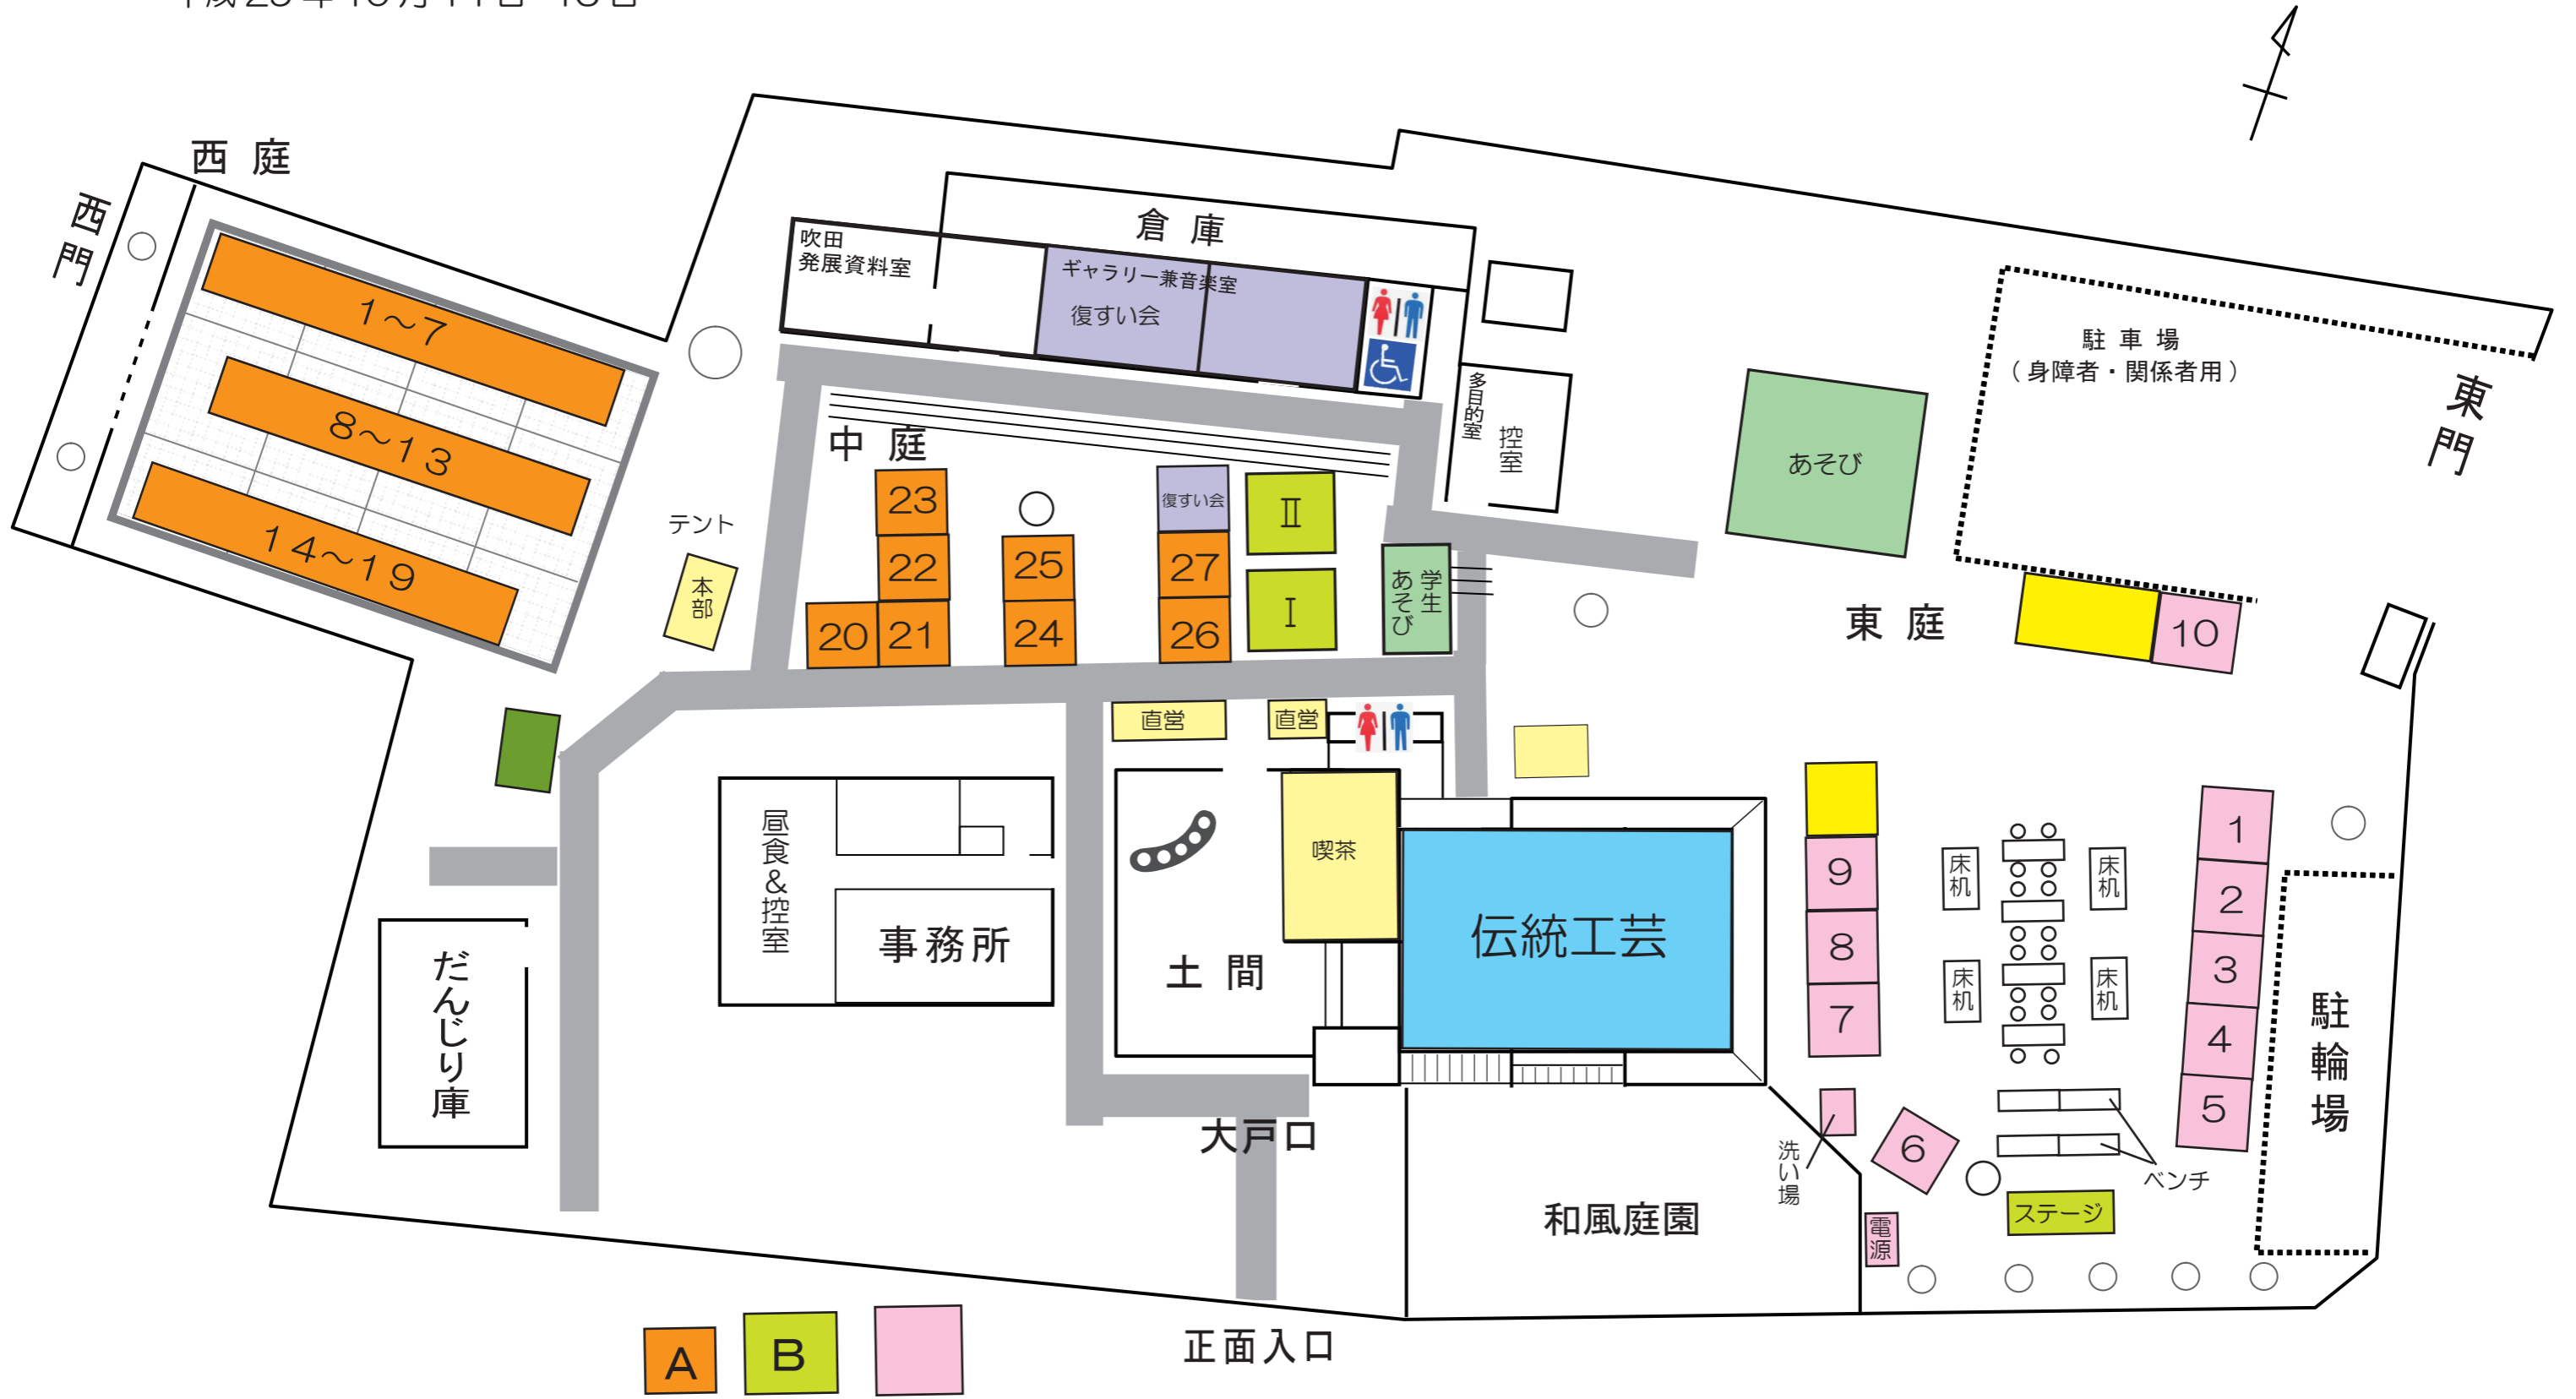 西庭
西門
1～7
8～13
14～19
テント
本部
吹田
発展資料室
倉庫
ギャラリー兼音楽室
復すい会
多目的室
控室
中庭
23
22
20
21
25
24
復すい会
27
26
Ⅱ
Ⅰ
学生
あそび
あそび
駐車場
（身障者・関係者用）
東門
東庭
10
直営
直営
昼食&控室
事務所
土間
喫茶
伝統工芸
だんじり庫
大戸口
和風庭園
正面入口
9
8
7
6
洗い場
電源
床机
床机
床机
床机
ベンチ
ステージ
1
2
3
4
5
駐輪場
A
B